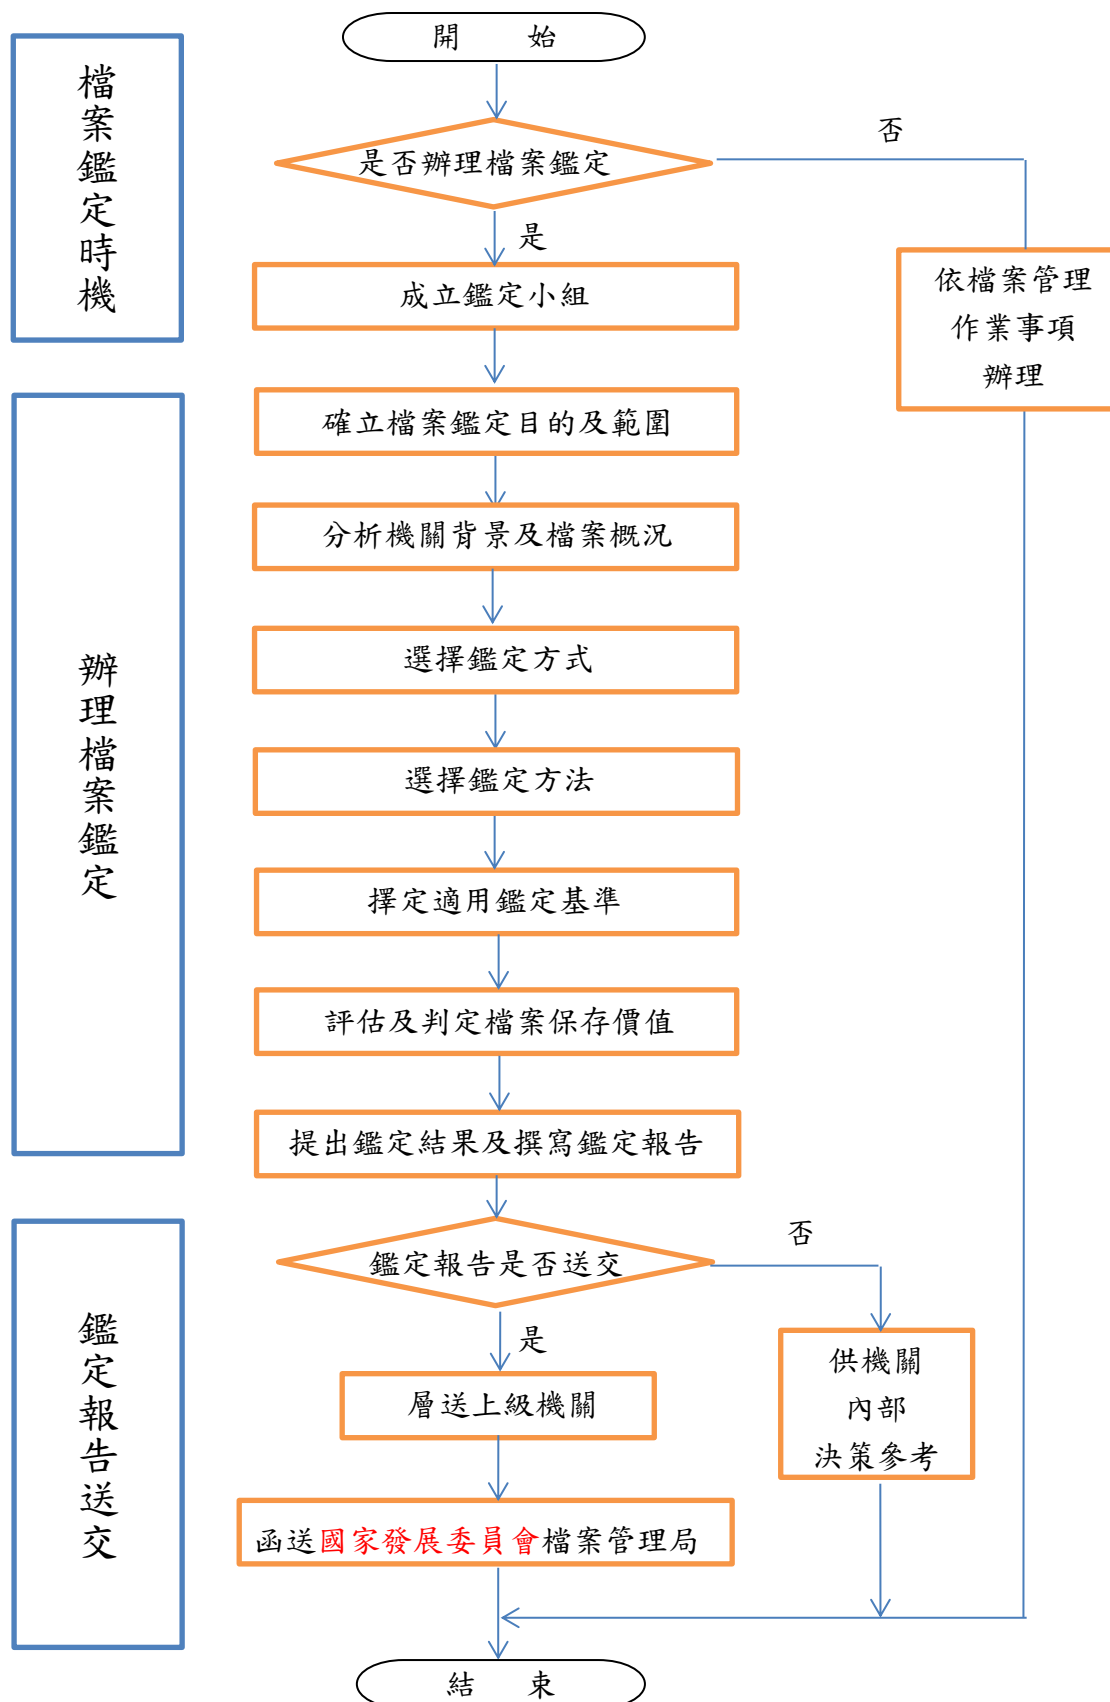 檔案鑑定時機
開 始
是否辦理檔案鑑定
否
是
成立鑑定小組
依檔案管理
作業事項
辦理
辦理檔案鑑定
確立檔案鑑定目的及範圍
分析機關背景及檔案概況
選擇鑑定方式
選擇鑑定方法
擇定適用鑑定基準
評估及判定檔案保存價值
提出鑑定結果及撰寫鑑定報告
鑑定報告送交
鑑定報告是否送交
否
是
層送上級機關
供機關
內部
決策參考
函送國家發展委員會檔案管理局
結 束